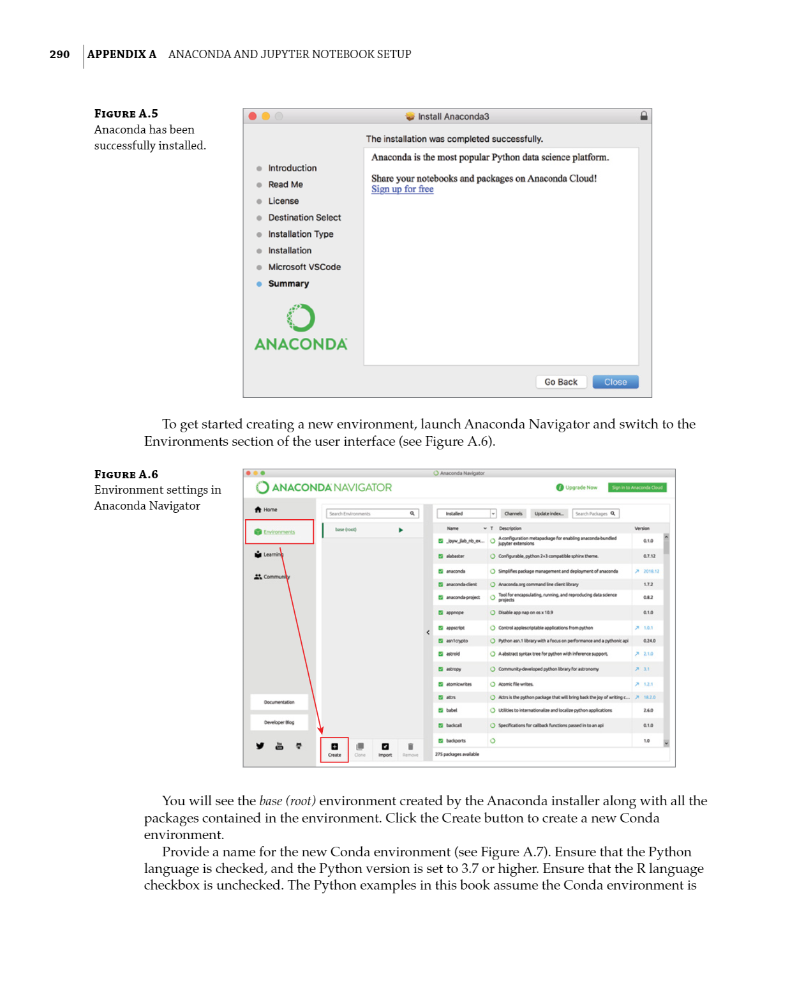 290 APPENDIX A ANACONDA AND JUPYTER NOTEBOOK SETUP
FIGURE A.5
Anaconda has been
successfully installed.
Install Anaconda3
The installation was completed successfully.
Introduction
Read Me
License
Destination Select
Installation Type
Installation
Microsoft VSCode
Summary
ANACONDA
Anaconda is the most popular Python data science platform.
Share your notebooks and packages on Anaconda Cloud!
Sign up for free
Go Back Close
To get started creating a new environment, launch Anaconda Navigator and switch to the
Environments section of the user interface (see Figure A.6).
FIGURE A.6
Environment settings in
Anaconda Navigator
Anaconda Navigator
ANACONDA NAVIGATOR
Upgrade Now Sign in to Anaconda Cloud
Home
Environments
Learning
Community
Documentation
Developer Blog
Search Environments
base (root)
Create Clone Import Remove
Installed Channels Update index... Search Packages
Name T Description Version
_ipyw_jlab_nb_ex... A configuration metapackage for enabling anaconda-bundled 0.1.0
jupyter extensions
alabaster Configurable, python 2+3 compatible sphinx theme. 0.7.12
anaconda Simplifies package management and deployment of anaconda 2018.12
anaconda-client Anaconda.org command line client library 1.7.2
anaconda-project Tool for encapsulating, running, and reproducing data science 0.8.2
projects
appnope Disable app nap on os x 10.9 0.1.0
appscript Control applescriptable applications from python 1.0.1
asn1crypto Python asn.1 library with a focus on performance and a pythonic api 0.24.0
astroid A abstract syntax tree for python with inference support. 2.1.0
astropy Community-developed python library for astronomy 3.1
atomicwrites Atomic file writes. 1.2.1
attrs Attrs is the python package that will bring back the joy of writing c... 18.2.0
babel Utilities to internationalize and localize python applications 2.6.0
backcall Specifications for callback functions passed in to an api 0.1.0
backports 1.0
275 packages available
You will see the base (root) environment created by the Anaconda installer along with all the
packages contained in the environment. Click the Create button to create a new Conda
environment.
Provide a name for the new Conda environment (see Figure A.7). Ensure that the Python
language is checked, and the Python version is set to 3.7 or higher. Ensure that the R language
checkbox is unchecked. The Python examples in this book assume the Conda environment is